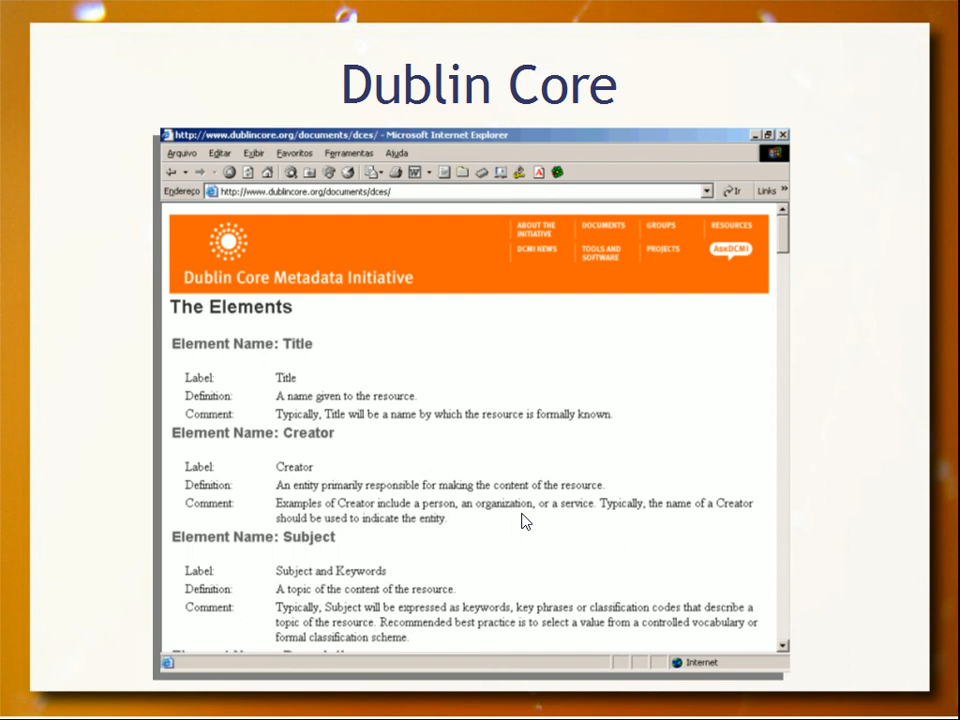 Dublin Core
http://www.dublincore.org/documents/dces/ - Microsoft Internet Explorer
Arquivo Editar Exibir Favoritos Ferramentas Ajuda
Endereço http://www.dublincore.org/documents/dces/ Ir Links »
ABOUT THE INITIATIVE DOCUMENTS GROUPS RESOURCES
DCMI NEWS TOOLS AND SOFTWARE PROJECTS AskDCMI
Dublin Core Metadata Initiative
The Elements
Element Name: Title
Label: Title
Definition: A name given to the resource.
Comment: Typically, Title will be a name by which the resource is formally known.
Element Name: Creator
Label: Creator
Definition: An entity primarily responsible for making the content of the resource.
Comment: Examples of Creator include a person, an organization, or a service. Typically, the name of a Creator
should be used to indicate the entity.
Element Name: Subject
Label: Subject and Keywords
Definition: A topic of the content of the resource.
Comment: Typically, Subject will be expressed as keywords, key phrases or classification codes that describe a
topic of the resource. Recommended best practice is to select a value from a controlled vocabulary or
formal classification scheme.
Internet